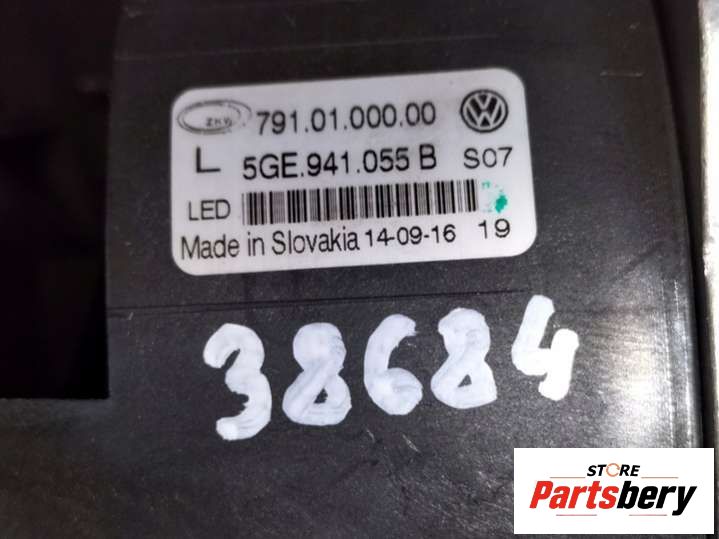 ZKW 791.01.000.00
L 5GE.941.055 B S07
LED
Made in Slovakia 14-09-16 19
38684
STORE
Partsbery